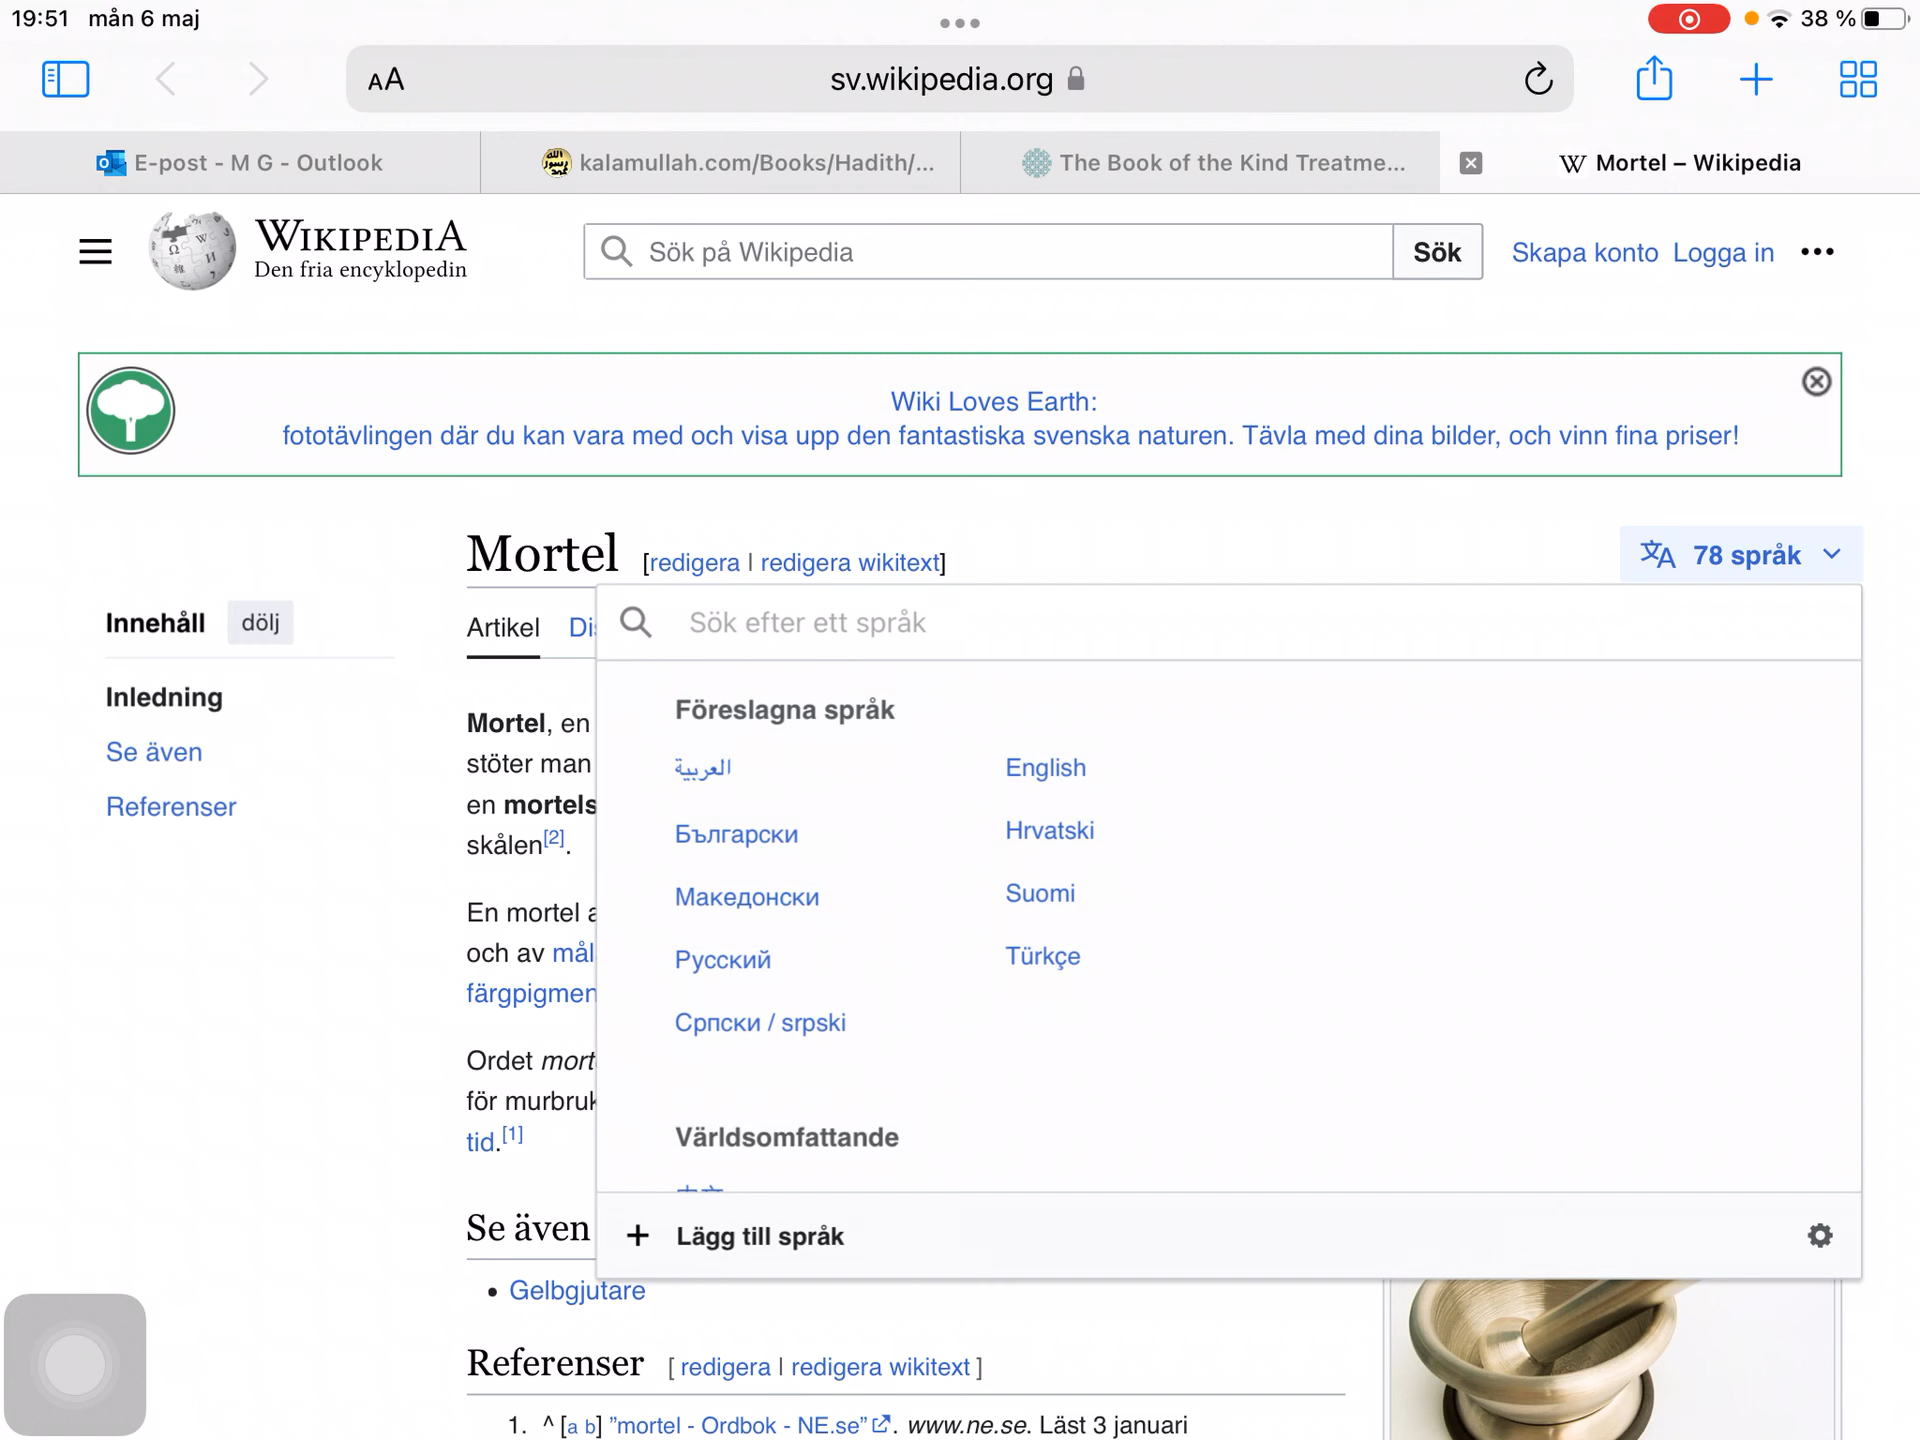 19:51 mån 6 maj
38 %
AA
sv.wikipedia.org
E-post - M G - Outlook
kalamullah.com/Books/Hadith/...
The Book of the Kind Treatme...
W Mortel – Wikipedia
WIKIPEDIA
Den fria encyklopedin
Sök på Wikipedia
Sök
Skapa konto Logga in
Wiki Loves Earth:
fototävlingen där du kan vara med och visa upp den fantastiska svenska naturen. Tävla med dina bilder, och vinn fina priser!
Mortel [redigera | redigera wikitext]
78 språk
Innehåll dölj
Inledning
Se även
Referenser
Artikel
Mortel, en
stöter man
en mortels
skålen[2].
En mortel
och av mål
färgpigmen
Ordet mort
för murbruk
tid.[1]
Sök efter ett språk
Föreslagna språk
العربية
English
Български
Hrvatski
Македонски
Suomi
Русский
Türkçe
Српски / srpski
Världsomfattande
Lägg till språk
Se även
• Gelbgjutare
Referenser [ redigera | redigera wikitext ]
1. ^ [a b] ”mortel - Ordbok - NE.se”. www.ne.se. Läst 3 januari